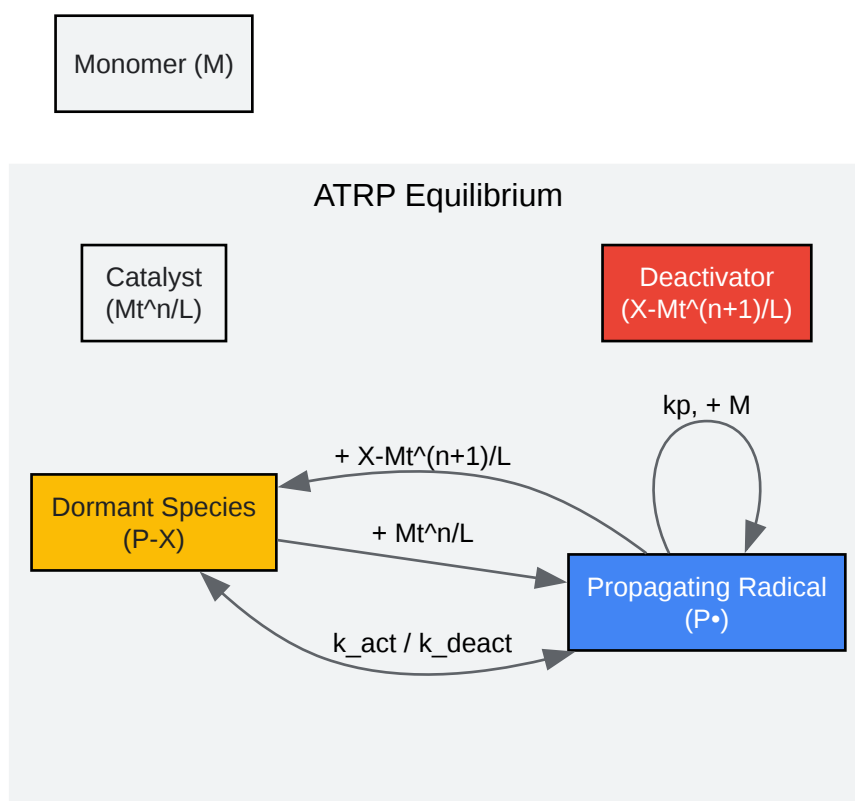 Monomer (M)
ATRP Equilibrium
Catalyst
(Mt^n/L)
Deactivator
(X-Mt^(n+1)/L)
kp, + M
+ X-Mt^(n+1)/L
Dormant Species
(P-X)
+ Mt^n/L
Propagating Radical
(P•)
k_act / k_deact